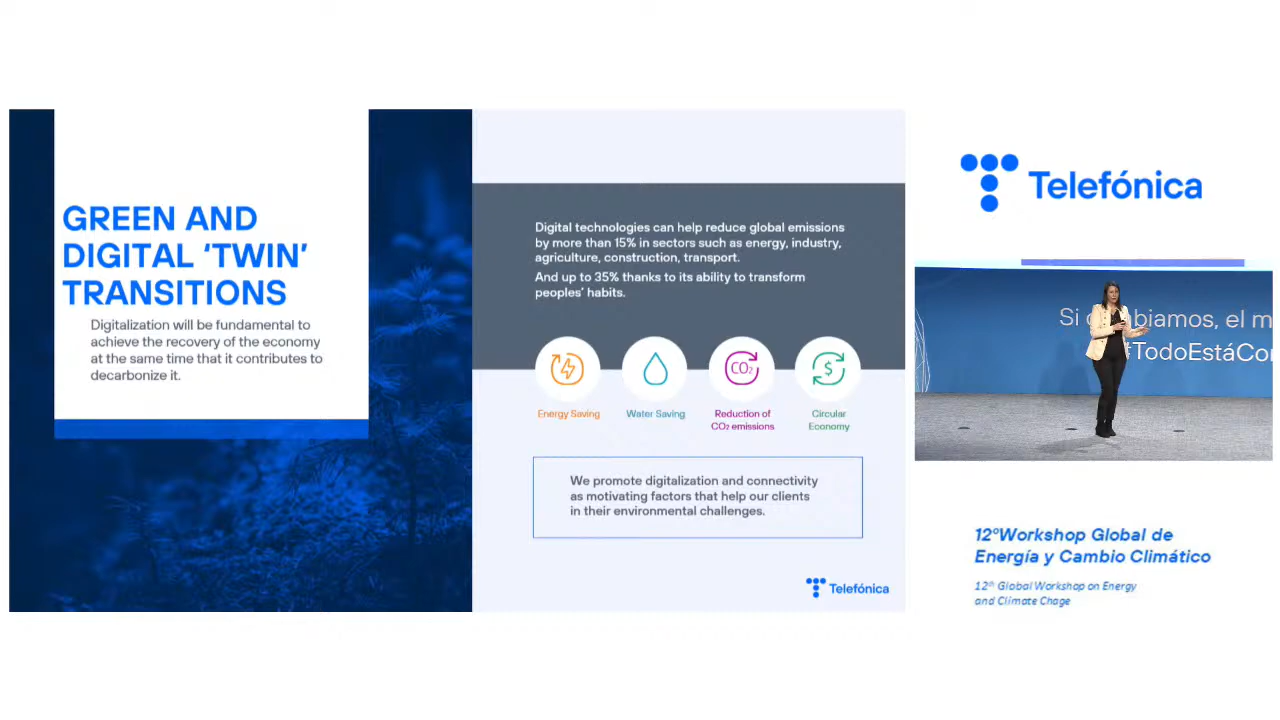 GREEN AND
DIGITAL ‘TWIN’
TRANSITIONS
Digitalization will be fundamental to
achieve the recovery of the economy
at the same time that it contributes to
decarbonize it.
Digital technologies can help reduce global emissions
by more than 15% in sectors such as energy, industry,
agriculture, construction, transport.
And up to 35% thanks to its ability to transform
peoples’ habits.
CO₂
$
Energy Saving
Water Saving
Reduction of
CO₂ emissions
Circular
Economy
We promote digitalization and connectivity
as motivating factors that help our clients
in their environmental challenges.
Telefónica
Telefónica
Si c biamos, el m
#TodoEstáCo
12ºWorkshop Global de
Energía y Cambio Climático
12th Global Workshop on Energy
and Climate Chage